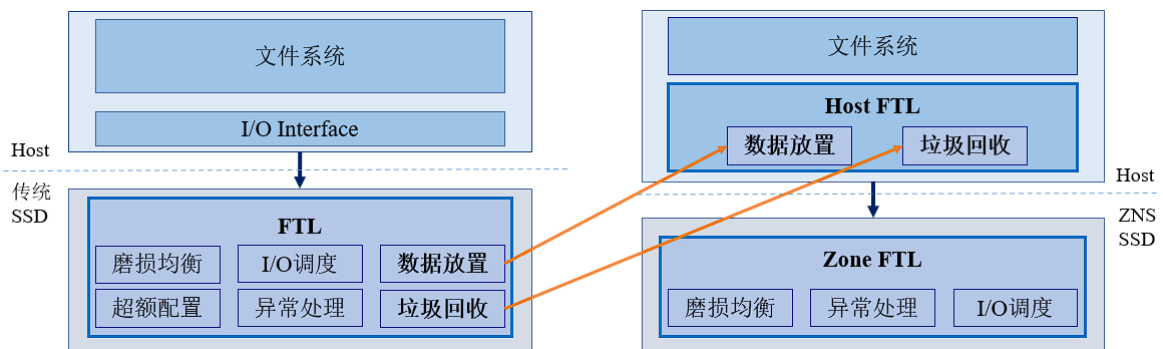 文件系统
I/O Interface
Host
传统
SSD
FTL
磨损均衡 I/O调度 数据放置
超额配置 异常处理 垃圾回收
文件系统
Host FTL
数据放置 垃圾回收
Host
ZNS
SSD
Zone FTL
磨损均衡 异常处理 I/O调度